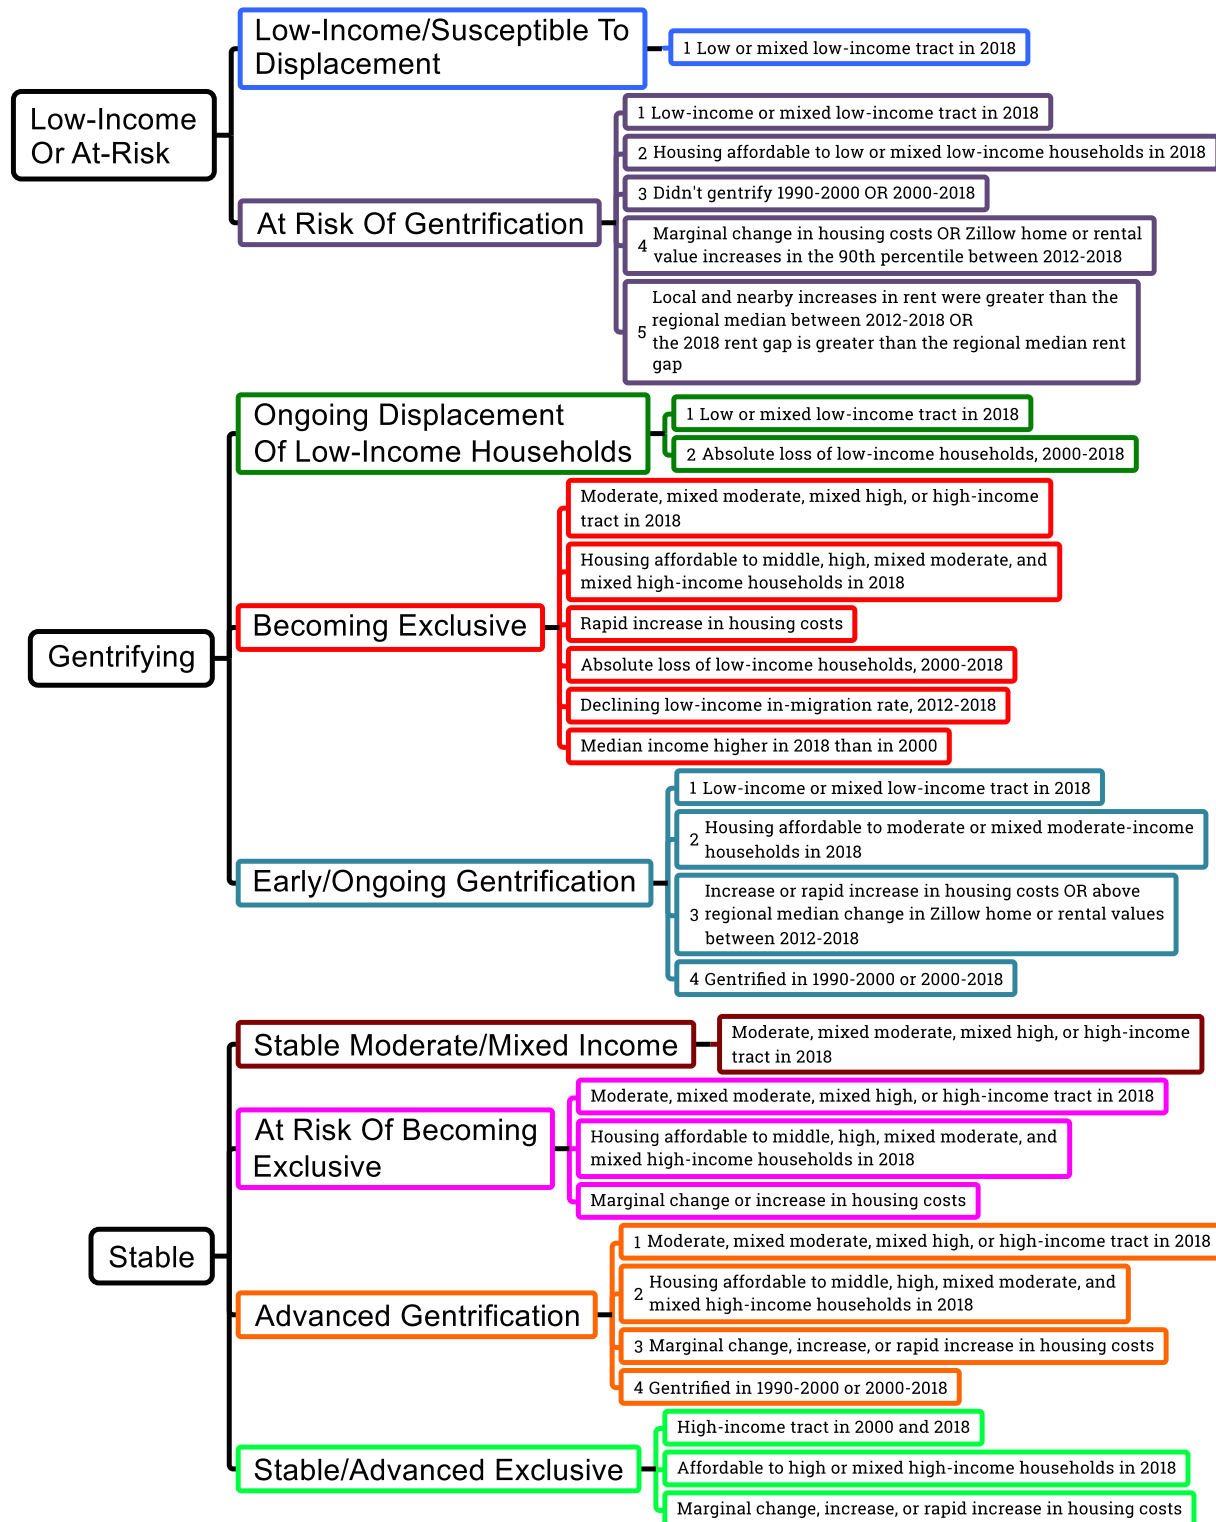 Low-Income/Susceptible To
Displacement
1 Low or mixed low-income tract in 2018
Low-Income
Or At-Risk
At Risk Of Gentrification
1 Low-income or mixed low-income tract in 2018
2 Housing affordable to low or mixed low-income households in 2018
3 Didn't gentrify 1990-2000 OR 2000-2018
4 Marginal change in housing costs OR Zillow home or rental
value increases in the 90th percentile between 2012-2018
5 Local and nearby increases in rent were greater than the
regional median between 2012-2018 OR
the 2018 rent gap is greater than the regional median rent
gap
Gentrifying
Ongoing Displacement
Of Low-Income Households
1 Low or mixed low-income tract in 2018
2 Absolute loss of low-income households, 2000-2018
Becoming Exclusive
Moderate, mixed moderate, mixed high, or high-income
tract in 2018
Housing affordable to middle, high, mixed moderate, and
mixed high-income households in 2018
Rapid increase in housing costs
Absolute loss of low-income households, 2000-2018
Declining low-income in-migration rate, 2012-2018
Median income higher in 2018 than in 2000
Early/Ongoing Gentrification
1 Low-income or mixed low-income tract in 2018
2 Housing affordable to moderate or mixed moderate-income
households in 2018
3 Increase or rapid increase in housing costs OR above
regional median change in Zillow home or rental values
between 2012-2018
4 Gentrified in 1990-2000 or 2000-2018
Stable
Stable Moderate/Mixed Income
Moderate, mixed moderate, mixed high, or high-income
tract in 2018
At Risk Of Becoming
Exclusive
Moderate, mixed moderate, mixed high, or high-income tract in 2018
Housing affordable to middle, high, mixed moderate, and
mixed high-income households in 2018
Marginal change or increase in housing costs
Advanced Gentrification
1 Moderate, mixed moderate, mixed high, or high-income tract in 2018
2 Housing affordable to middle, high, mixed moderate, and
mixed high-income households in 2018
3 Marginal change, increase, or rapid increase in housing costs
4 Gentrified in 1990-2000 or 2000-2018
Stable/Advanced Exclusive
High-income tract in 2000 and 2018
Affordable to high or mixed high-income households in 2018
Marginal change, increase, or rapid increase in housing costs